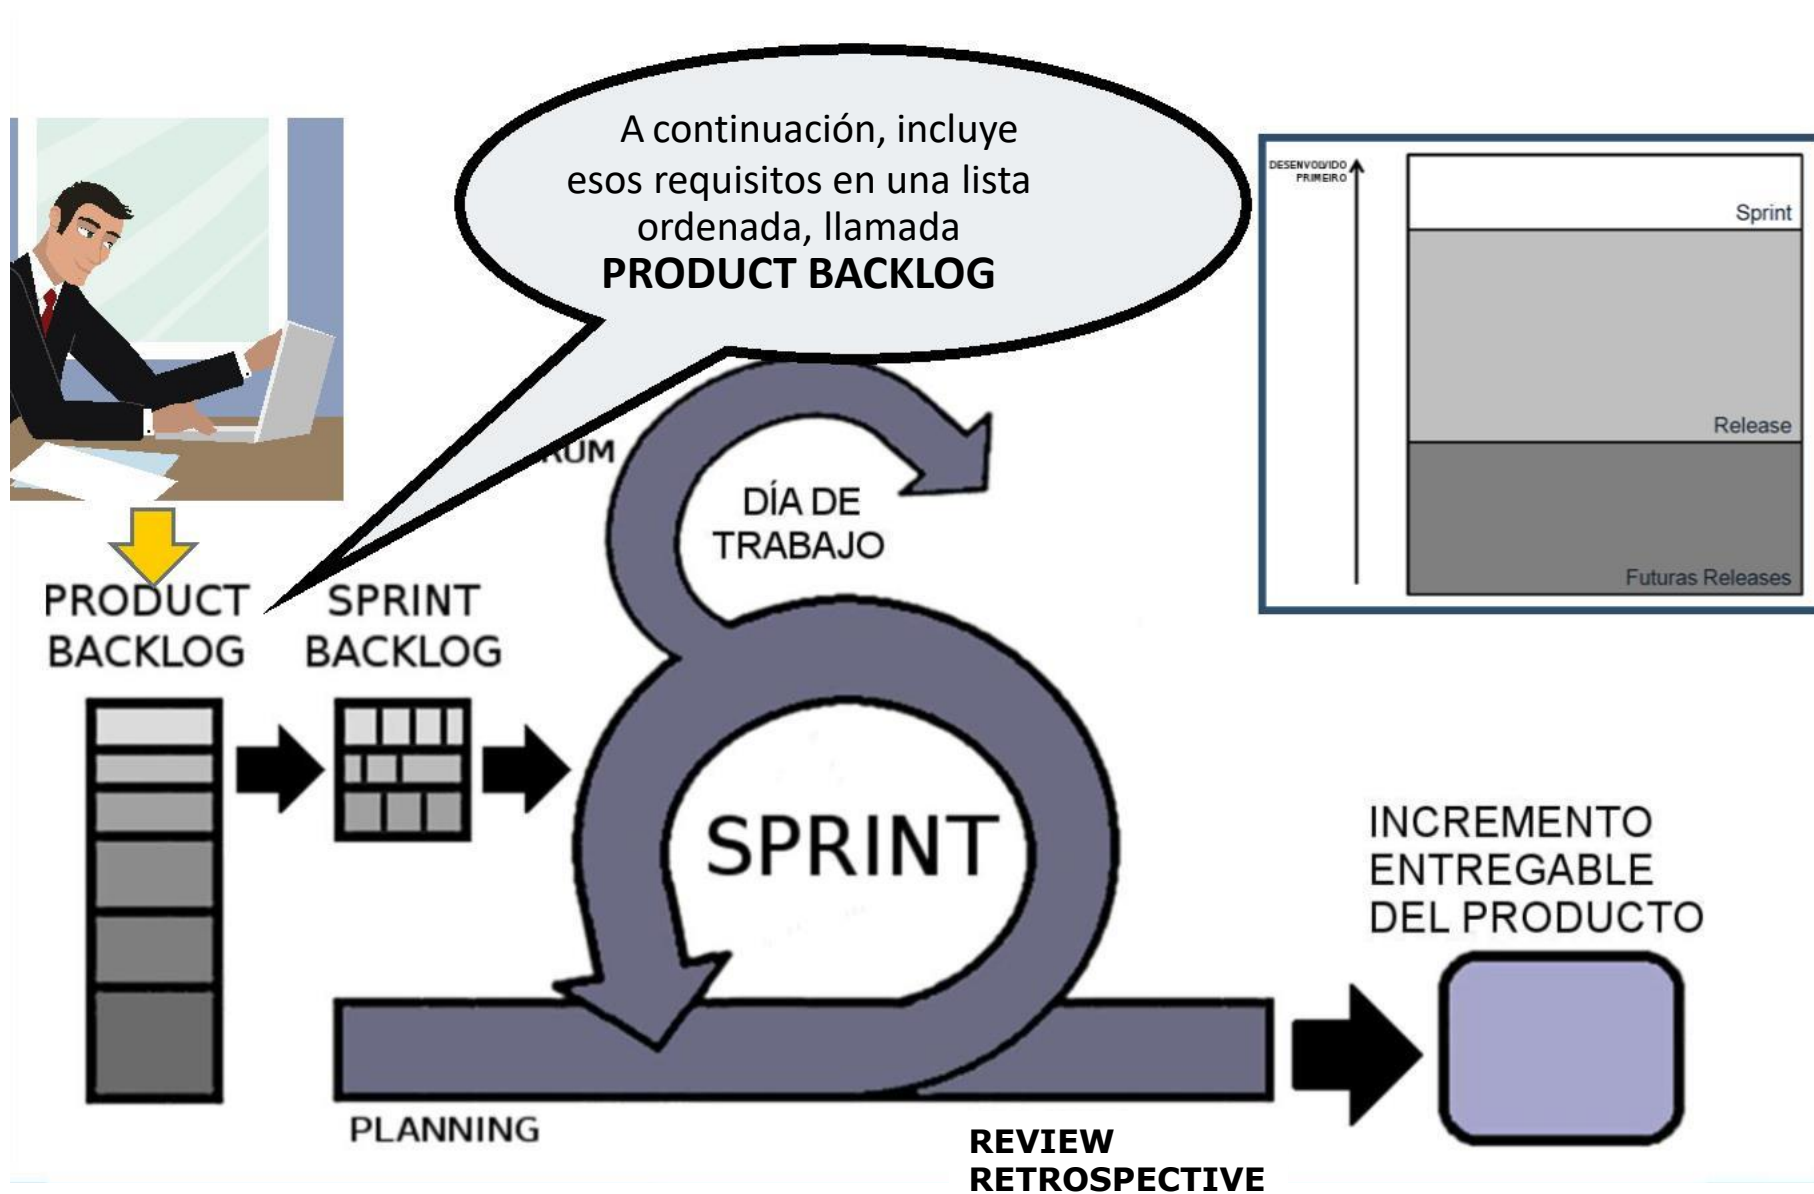 A continuación, incluye
esos requisitos en una lista
ordenada, llamada
PRODUCT BACKLOG
DESENVOLVIDO
PRIMEIRO
Sprint
Release
Futuras Releases
DÍA DE
TRABAJO
PRODUCT
BACKLOG
SPRINT
BACKLOG
SPRINT
INCREMENTO
ENTREGABLE
DEL PRODUCTO
PLANNING
REVIEW
RETROSPECTIVE